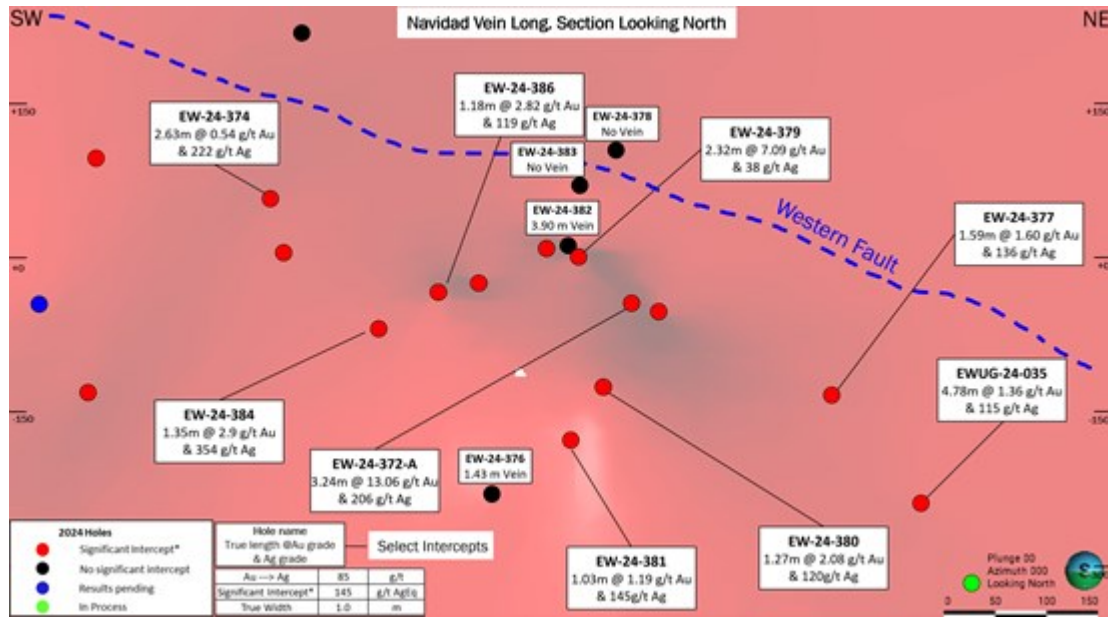 SW
Navidad Vein Long. Section Looking North
NE
+150
+150
EW-24-374
2.63m @ 0.54 g/t Au
& 222 g/t Ag
EW-24-386
1.18m @ 2.82 g/t Au
& 119 g/t Ag
EW-24-378
No Vein
EW-24-383
No Vein
EW-24-379
2.32m @ 7.09 g/t Au
& 38 g/t Ag
EW-24-382
3.90 m Vein
Western Fault
EW-24-377
1.59m @ 1.60 g/t Au
& 136 g/t Ag
+0
+0
EW-24-384
1.35m @ 2.9 g/t Au
& 354 g/t Ag
EWUG-24-035
4.78m @ 1.36 g/t Au
& 115 g/t Ag
-150
-150
EW-24-372-A
3.24m @ 13.06 g/t Au
& 206 g/t Ag
EW-24-376
1.43 m Vein
EW-24-381
1.03m @ 1.19 g/t Au
& 145g/t Ag
EW-24-380
1.27m @ 2.08 g/t Au
& 120g/t Ag
2024 Holes
Significant Intercept*
No significant intercept
Results pending
In Process
Hole name
True length @Au grade
& Ag grade
Select Intercepts
Au —> Ag 85 g/t
Significant Intercept* 145 g/t AgEq
True Width 1.0 m
Plunge 00
Azimuth 000
Looking North
0 50 100 150